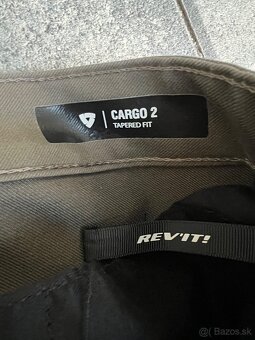 CARGO 2
TAPERED FIT
REV'IT!
Bazos.sk